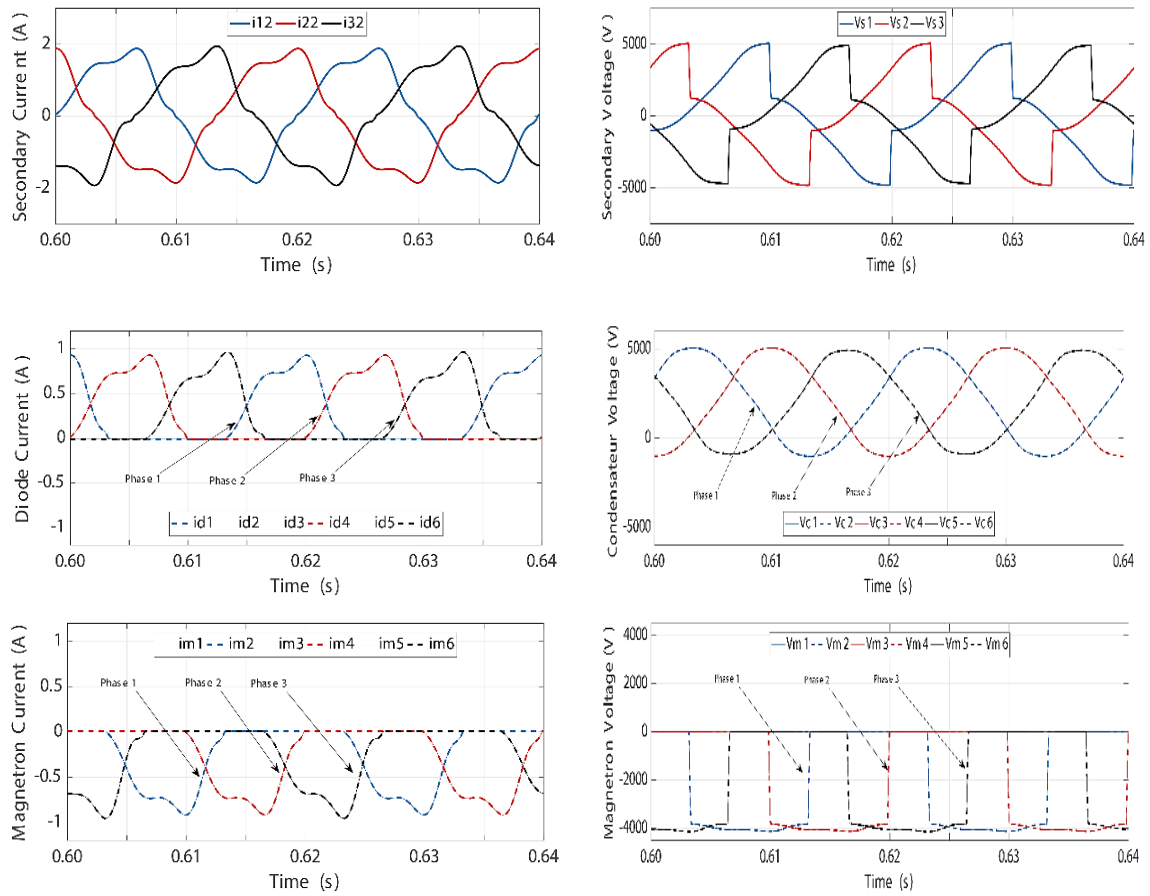 Secondary Current (A)
i12 i22 i32
2
0
-2
0.60 0.61 0.62 0.63 0.64
Time (s)
Secondary Voltage (V)
Vs 1 Vs 2 Vs 3
5000
0
-5000
0.60 0.61 0.62 0.63 0.64
Time (s)
Diode Current (A)
1
0.5
0
-0.5
-1
Phase 1
Phase 2
Phase 3
id1 id2 id3 id4 id5 id6
0.60 0.61 0.62 0.63 0.64
Time (s)
Condensateur Voltage (V)
5000
0
-5000
Phase 1
Phase 2
Phase 3
Vc 1 Vc 2 Vc 3 Vc 4 Vc 5 Vc 6
0.60 0.61 0.62 0.63 0.64
Time (s)
Magnetron Current (A)
im1 im2 im3 im4 im5 im6
1
0.5
0
-0.5
-1
Phase 1
Phase 2
Phase 3
0.60 0.61 0.62 0.63 0.64
Time (s)
Magnetron Voltage (V)
Vm 1 Vm 2 Vm 3 Vm 4 Vm 5 Vm 6
4000
2000
0
-2000
-4000
Phase 1
Phase 2
Phase 3
0.60 0.61 0.62 0.63 0.64
Time (s)